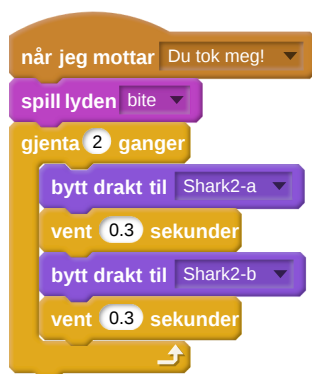 når jeg mottar Du tok meg!
spill lyden bite
gjenta 2 ganger
bytt drakt til Shark2-a
vent 0.3 sekunder
bytt drakt til Shark2-b
vent 0.3 sekunder